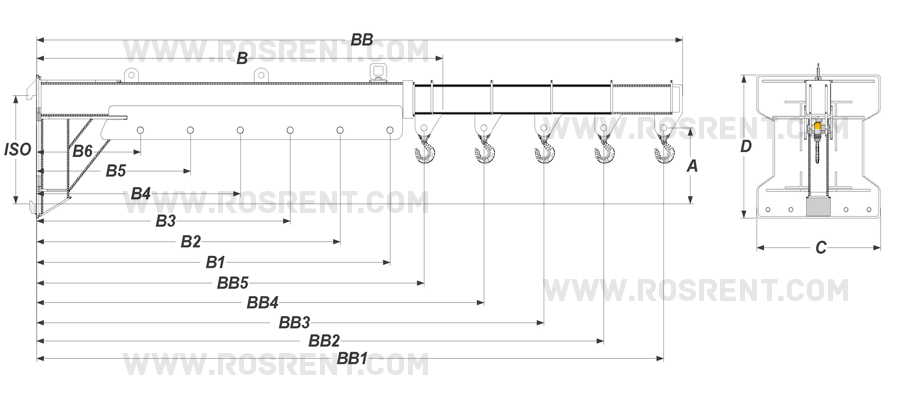 BB
WWW.ROSRENT.COM
B
ISO
B6
B5
B4
B3
B2
B1
BB5
BB4
BB3
BB2
BB1
A
D
C
WWW.ROSRENT.COM
WWW.ROSRENT.COM
WWW.ROSRENT.COM
WWW.ROSRENT.COM